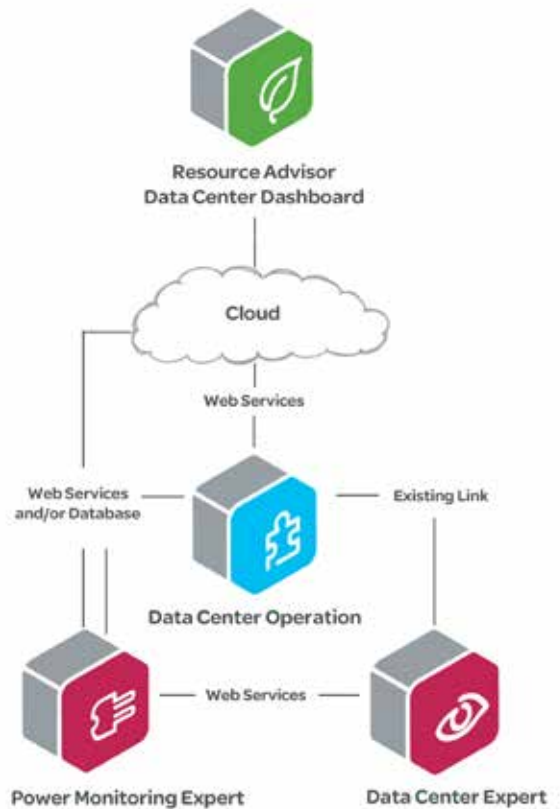 Resource Advisor
Data Center Dashboard
Cloud
Web Services
Web Services
and/or Database
Existing Link
Data Center Operation
Web Services
Power Monitoring Expert
Data Center Expert